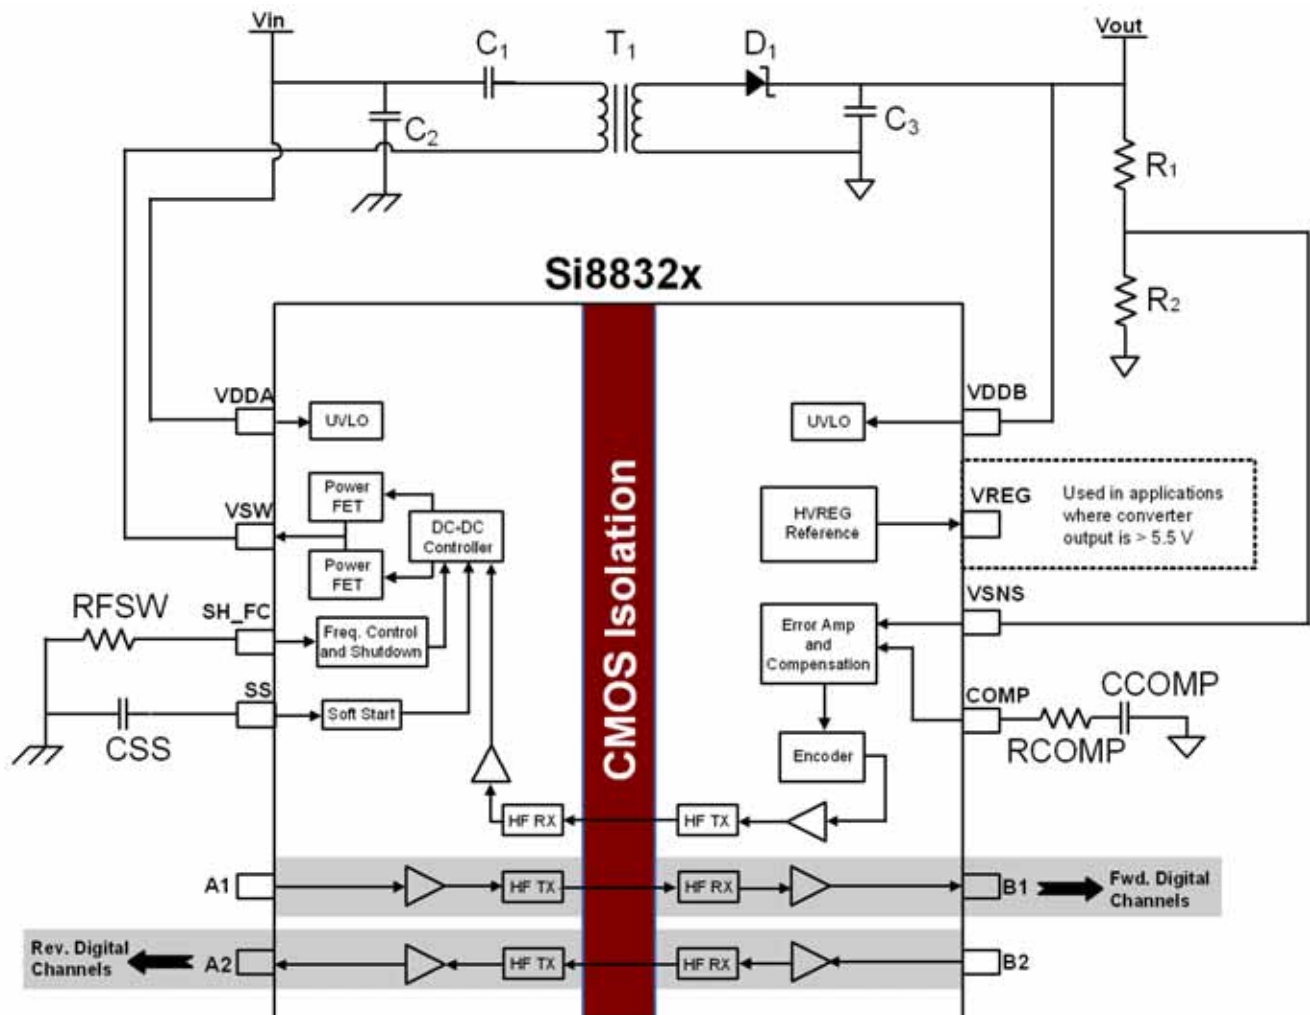 Vin
Vout
C1
T1
D1
C2
C3
R1
R2
Si8832x
VDDA
UVLO
UVLO
VDDB
Power
FET
VSW
DC-DC
Controller
Power
FET
HVREG
Reference
VREG
Used in applications
where converter
output is > 5.5 V
CMOS Isolation
RFSW
SH_FC
Freq. Control
and Shutdown
VSNS
Error Amp
and
Compensation
SS
Soft Start
CSS
COMP
CCOMP
RCOMP
Encoder
HF RX
HF TX
A1
HF TX
HF RX
B1
Fwd. Digital
Channels
Rev. Digital
Channels
A2
HF TX
HF RX
B2